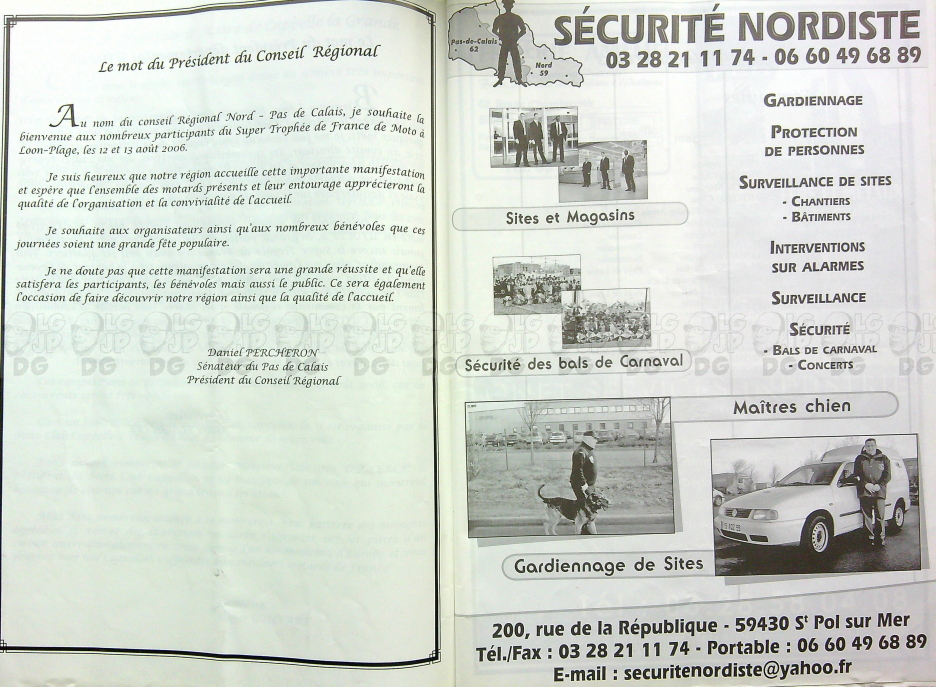 Le mot du Président du Conseil Régional
Au nom du conseil Régional Nord - Pas de Calais, je souhaite la
bienvenue aux nombreux participants du Super Trophée de France de Moto à
Loon-Plage, les 12 et 13 août 2006.
Je suis heureux que notre région accueille cette importante manifestation
et espère que l'ensemble des motards présents et leur entourage apprécieront la
qualité de l'organisation et la convivialité de l'accueil.
Je souhaite aux organisateurs ainsi qu'aux nombreux bénévoles que ces
journées soient une grande fête populaire.
Je ne doute pas que cette manifestation sera une grande réussite et qu'elle
satisfera les participants, les bénévoles mais aussi le public. Ce sera également
l'occasion de faire découvrir notre région ainsi que la qualité de l'accueil.
Daniel PERCHERON
Sénateur du Pas de Calais
Président du Conseil Régional
Pas-de-Calais
62
Nord
59
SÉCURITÉ NORDISTE
03 28 21 11 74 - 06 60 49 68 89
GARDIENNAGE
PROTECTION
DE PERSONNES
SURVEILLANCE DE SITES
- CHANTIERS
- BÂTIMENTS
INTERVENTIONS
SUR ALARMES
SURVEILLANCE
SÉCURITÉ
- BALS DE CARNAVAL
- CONCERTS
Sites et Magasins
Sécurité des bals de Carnaval
Maîtres chien
Gardiennage de Sites
200, rue de la République - 59430 St Pol sur Mer
Tél./Fax : 03 28 21 11 74 - Portable : 06 60 49 68 89
E-mail : securitenordiste@yahoo.fr